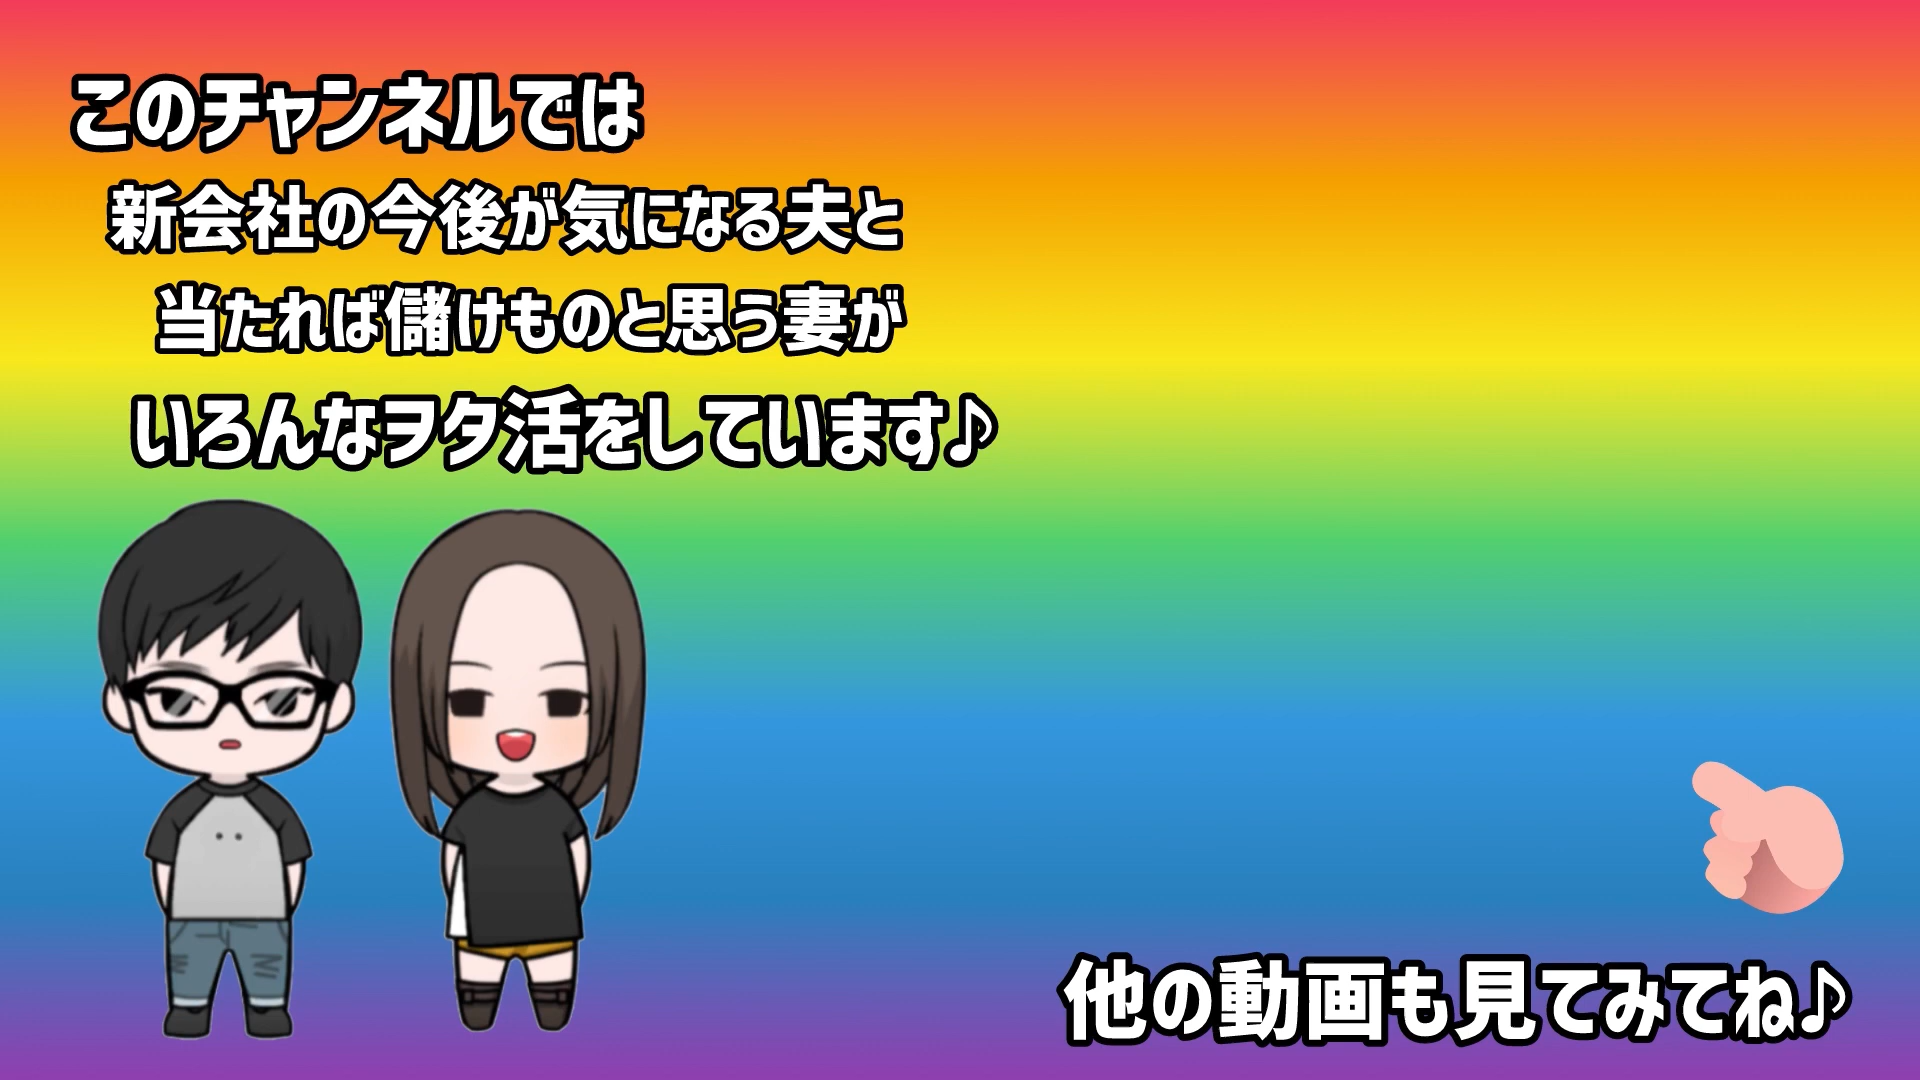 このチャンネルでは
新会社の今後が気になる夫と
当たれば儲けものと思う妻が
いろんなヲタ活をしています♪
他の動画も見てみてね♪